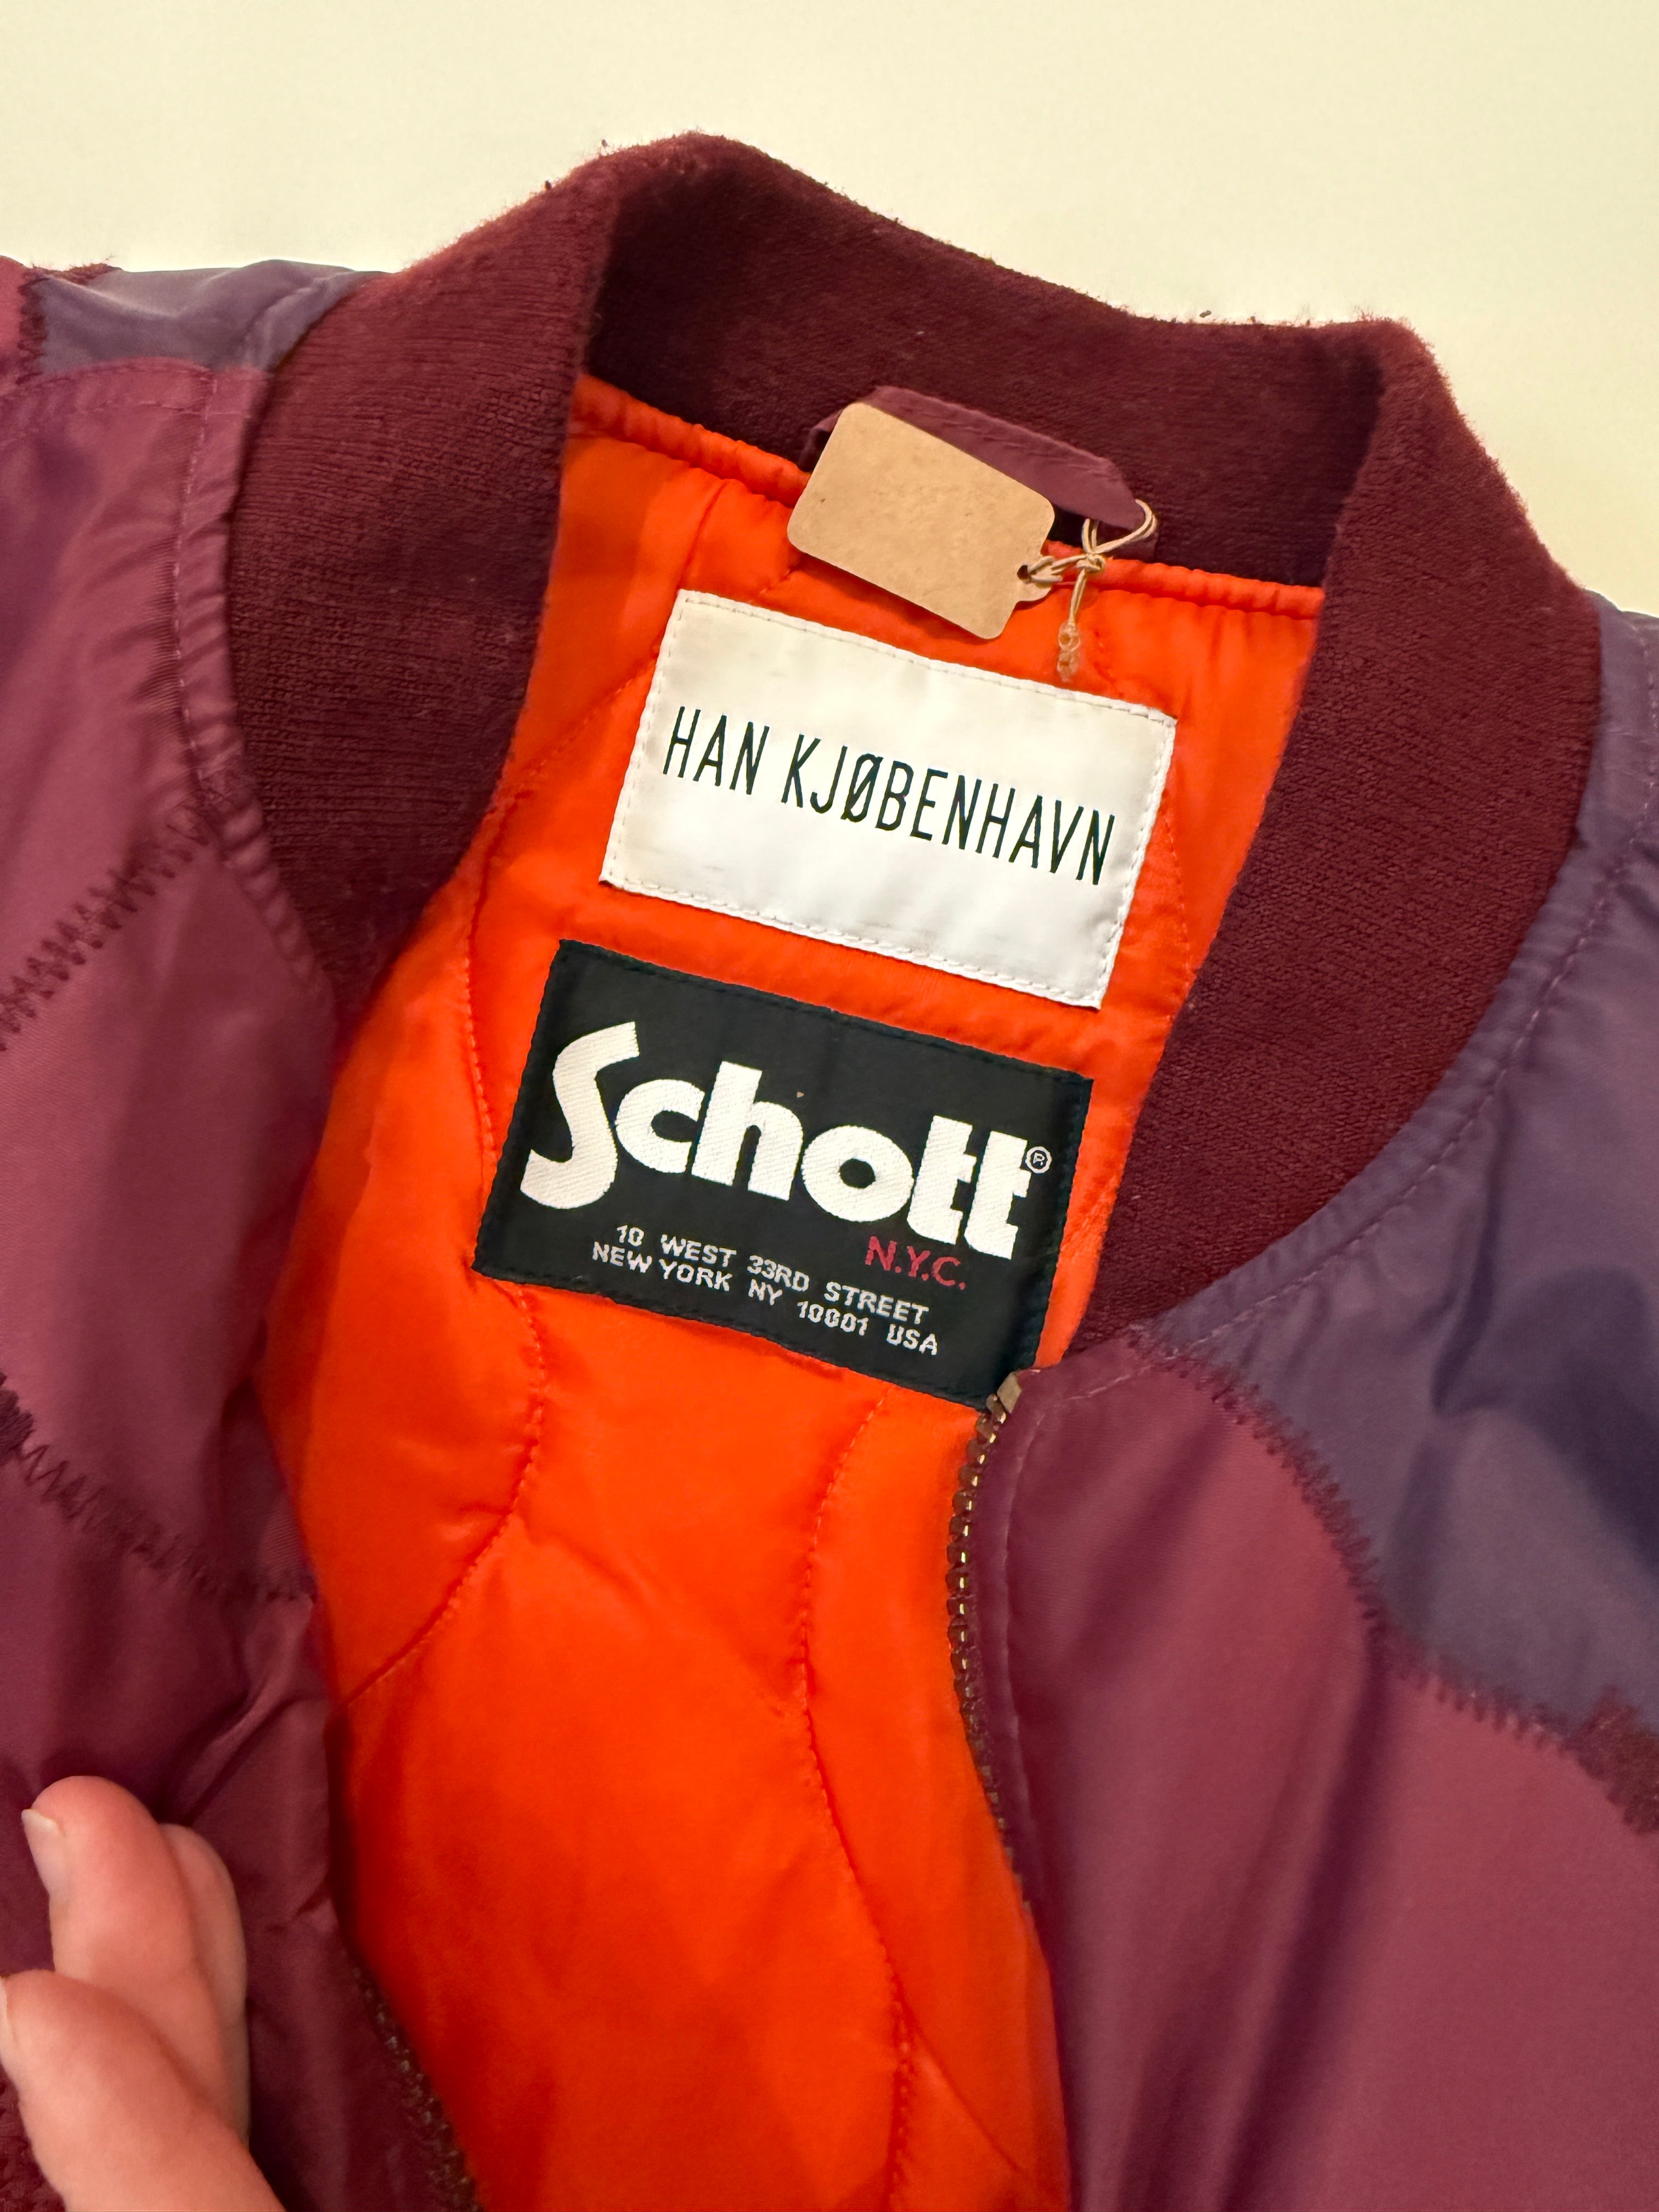 HAN KJØBENHAVN
Schott®
N.Y.C.
10 WEST 33RD STREET
NEW YORK NY 10001 USA